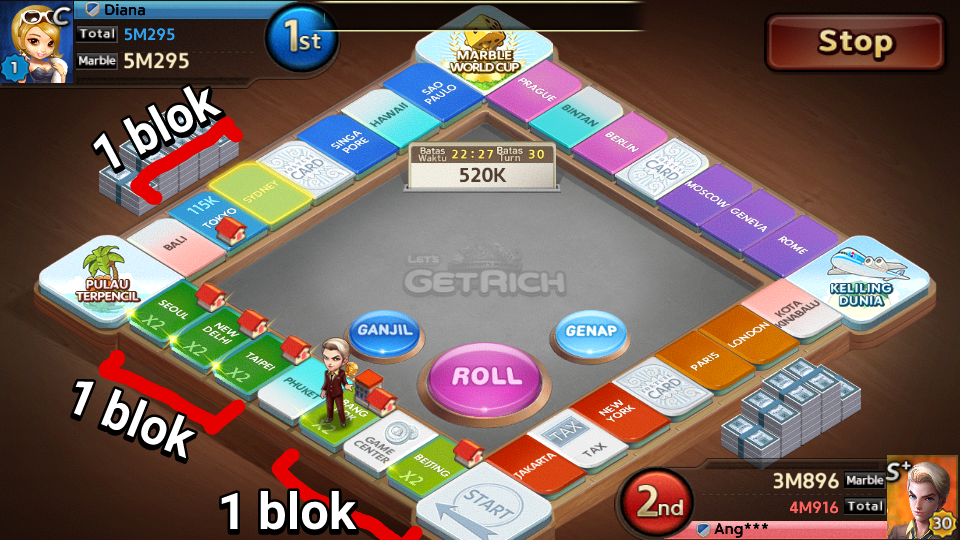 C Diana
Total 5M295
Marble 5M295
1
1st
Stop
1 blok
MARBLE
WORLD CUP
SAO
PAULO
HAWAII
SINGA
PORE
CARD
SYDNEY
115K
TOKYO
BALI
PULAU
TERPENCIL
PRAGUE
BINTAN
BERLIN
CARD
MOSCOW
GENEVA
ROME
KELILING
DUNIA
Batas
Waktu 22:27 Batas
Turn 30
520K
LET'S
GETRICH
GANJIL
GENAP
ROLL
SEOUL
X2
NEW
DELHI
X2
TAIPEI
X2
PHUKET
GAME
CENTER
BEIJING
X2
START
JAKARTA
TAX
TAX
NEW
YORK
CARD
PARIS
LONDON
KOTA
KINABALU
1 blok
1 blok
2nd
3M896 Marble
4M916 Total
Ang***
S+
30